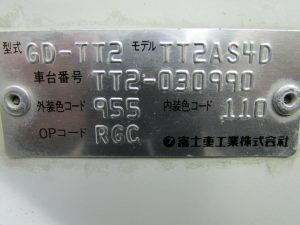 型式 GD-TT2 モデル TT2AS4D
車台番号 TT2-030990
外装色コード 955 内装色コード 110
OPコード RGC
富士重工業株式会社